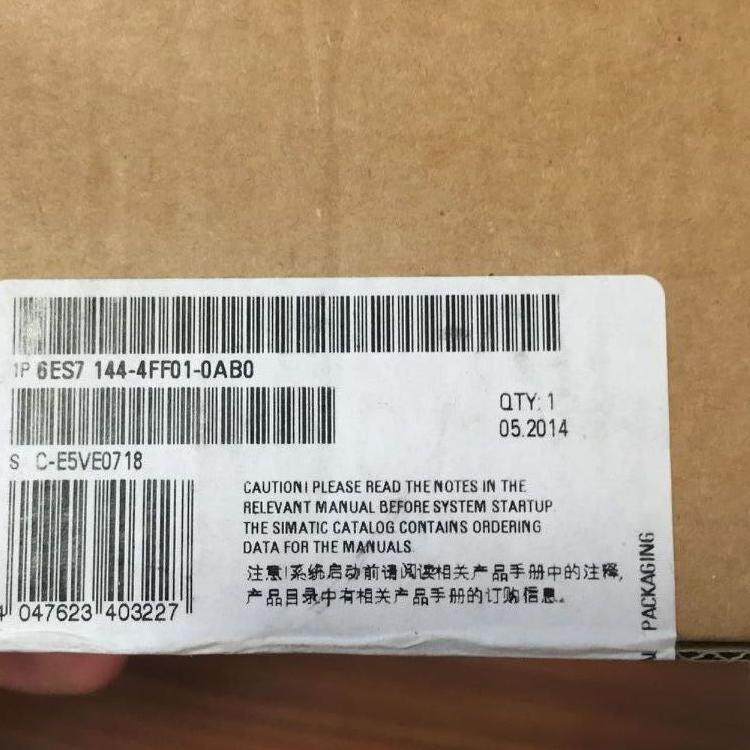 1P 6ES7 144-4FF01-0AB0
QTY: 1
05.2014
S C-E5VE0718
CAUTION! PLEASE READ THE NOTES IN THE
RELEVANT MANUAL BEFORE SYSTEM STARTUP.
THE SIMATIC CATALOG CONTAINS ORDERING
DATA FOR THE MANUALS.
注意!系统启动前请阅读相关产品手册中的注释,
产品目录中有相关产品手册的订购信息。
4 047623 403227
PACKAGING